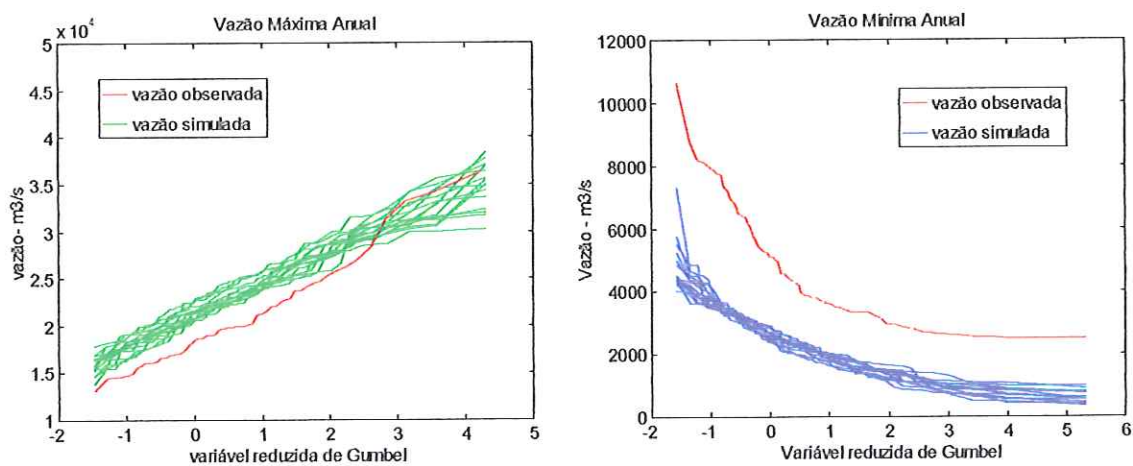 Vazão Máxima Anual
x 10⁴
5
4.5
4
3.5
3
2.5
2
1.5
1
vazão - m3/s
vazão observada
vazão simulada
-2 -1 0 1 2 3 4 5
variável reduzida de Gumbel
Vazão Mínima Anual
12000
10000
8000
6000
4000
2000
0
Vazão - m3/s
vazão observada
vazão simulada
-2 -1 0 1 2 3 4 5 6
Variável reduzida de Gumbel